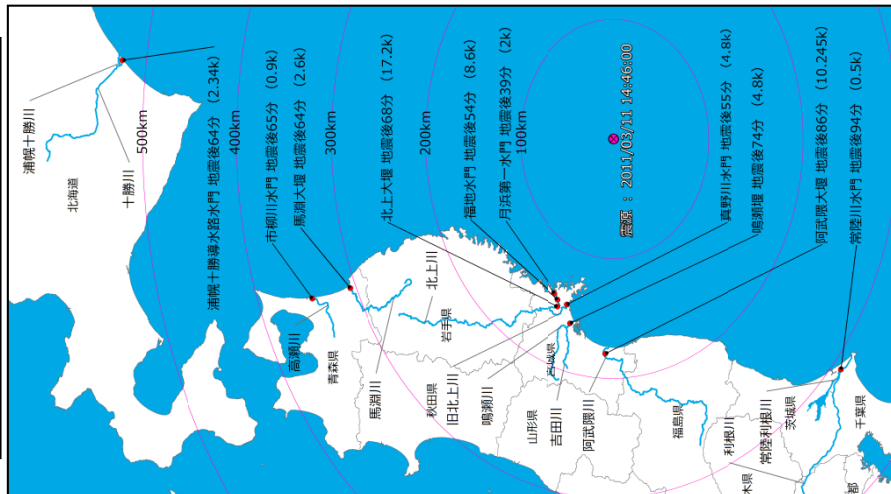 浦幌十勝川
北海道
十勝川
500km
浦幌十勝導水路水門 地震後64分 （2.34k）
400km
市柳川水門 地震後65分 （0.9k）
馬淵大堰 地震後64分 （2.6k）
300km
北上大堰 地震後68分 （17.2k）
200km
福地水門 地震後54分 （8.6k）
月浜第一水門 地震後39分 （2k）
100km
震源 ： 2011/03/11 14:46:00
真野川水門 地震後55分 （4.8k）
鳴瀬堰 地震後74分 （4.8k）
阿武隈大堰 地震後86分 （10.245k）
常陸川水門 地震後94分 （0.5k）
高瀬川
青森県
馬淵川
北上川
岩手県
秋田県
旧北上川
鳴瀬川
宮城県
山形県
吉田川
阿武隈川
福島県
利根川
常陸利根川
茨城県
千葉県
木県
都